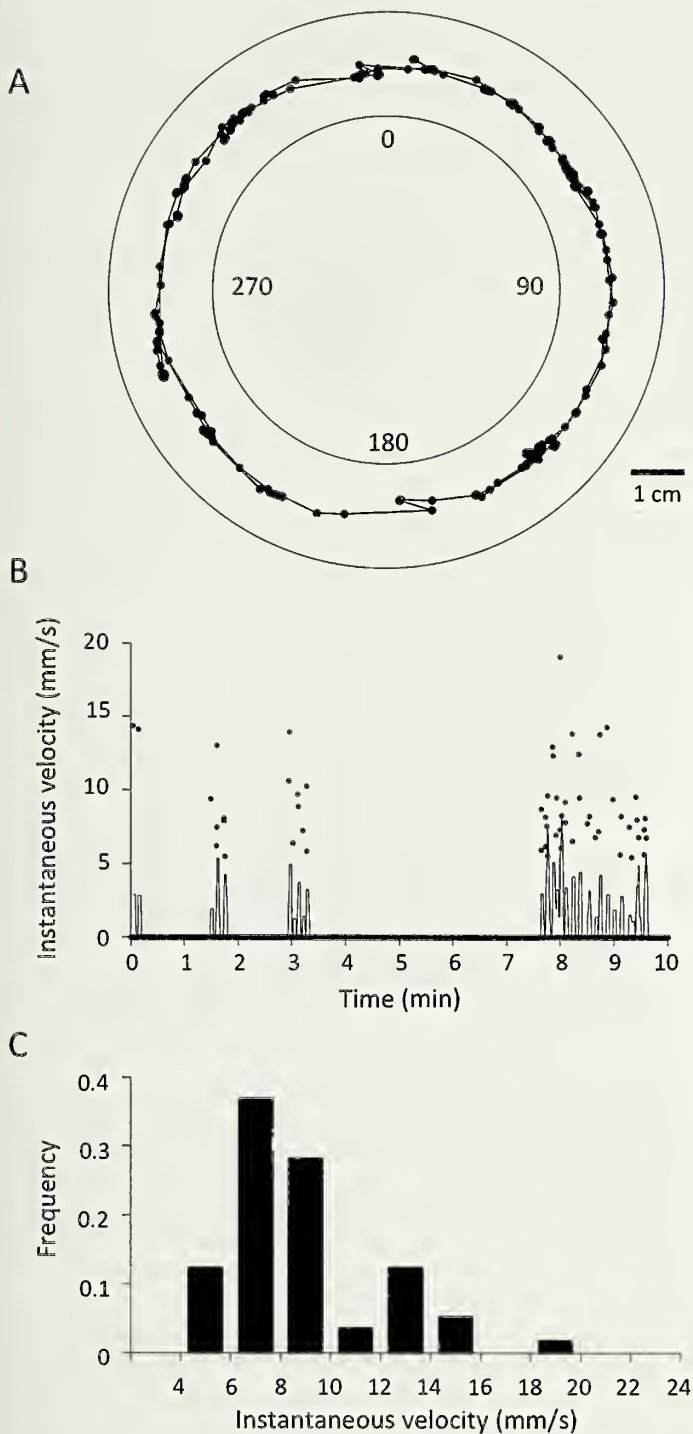 A
0
270
90
180
1 cm
B
Instantaneous velocity (mm/s)
20
15
10
5
0
0 1 2 3 4 5 6 7 8 9 10
Time (min)
C
Frequency
0.4
0.3
0.2
0.1
0
4 6 8 10 12 14 16 18 20 22 24
Instantaneous velocity (mm/s)